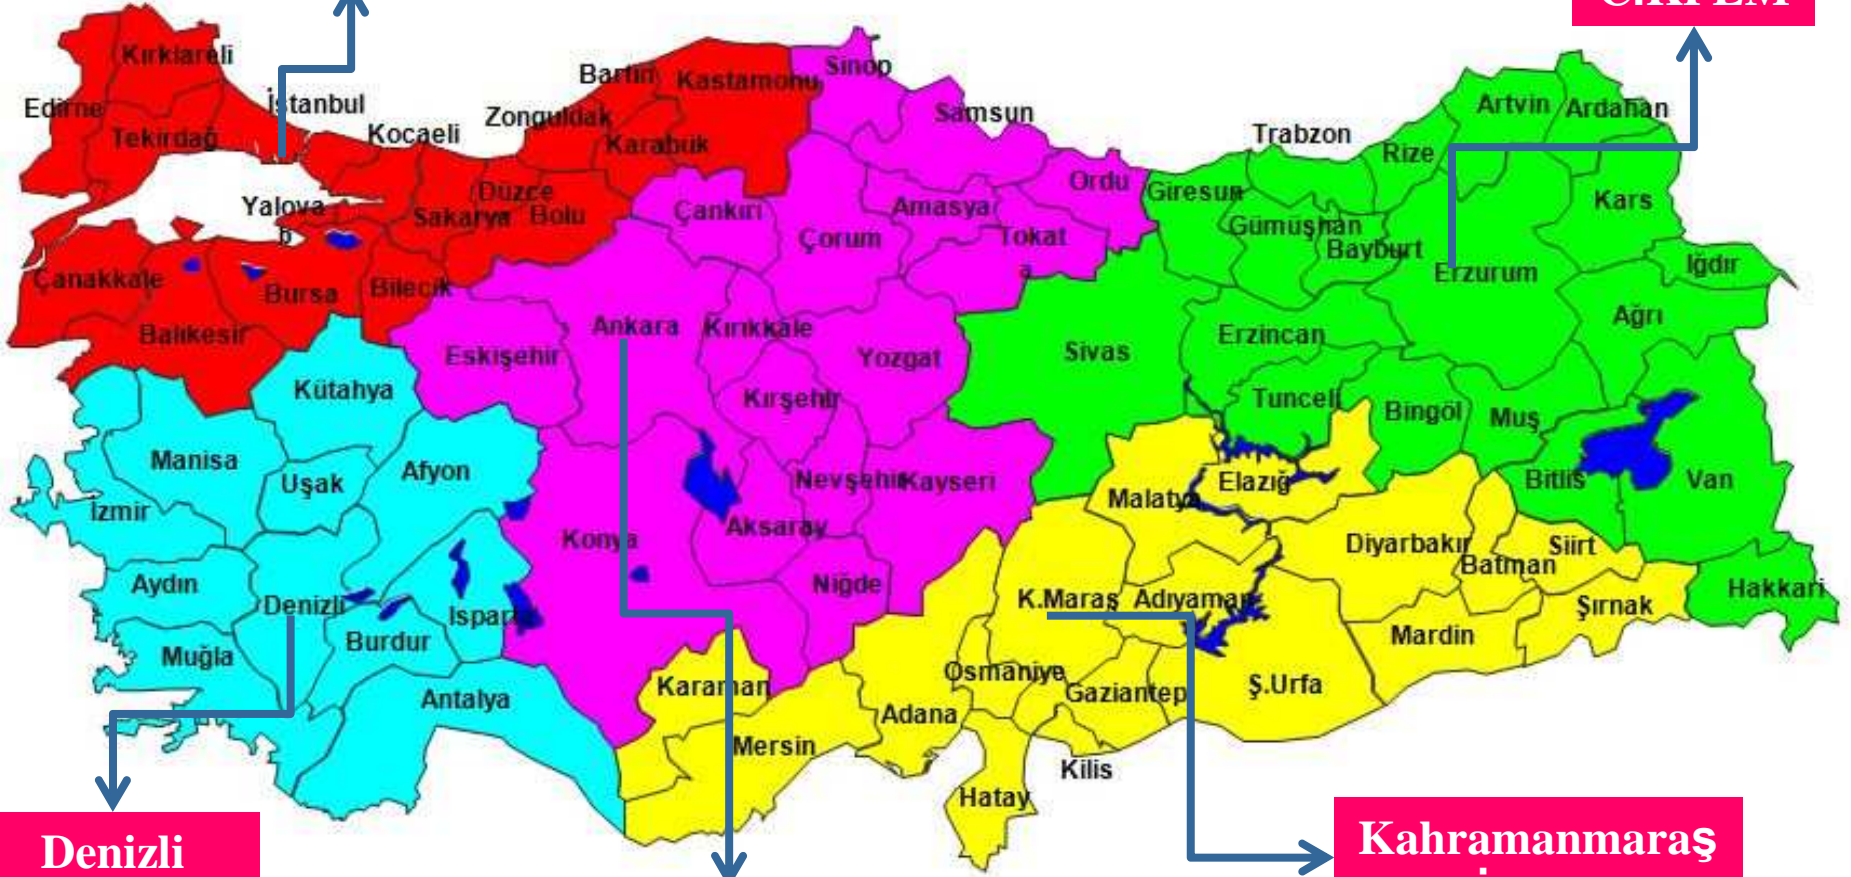 Kırklareli
Edirne
İstanbul
Tekirdağ
Kocaeli
Zonguldak
Bartın
Kastamonu
Karabük
Sinop
Samsun
Trabzon
Rize
Artvin
Ardahan
Yalova
b
Sakarya
Düzce
Bolu
Çankırı
Çorum
Amasya
Tokat
a
Ordu
Giresun
Gümüşhan
Bayburt
Erzurum
Kars
Iğdır
Çanakkale
Bursa
Bilecik
Balıkesir
Eskişehir
Ankara
Kırıkkale
Yozgat
Sivas
Erzincan
Ağrı
Kütahya
Kırşehir
Tunceli
Bingöl
Muş
Manisa
Uşak
Afyon
İzmir
Konya
Aksaray
Nevşehir
Kayseri
Malatya
Elazığ
Bitlis
Van
Aydın
Denizli
Isparta
Burdur
Muğla
Antalya
Niğde
K.Maraş
Adıyaman
Diyarbakır
Batman
Siirt
Şırnak
Hakkari
Mardin
Karaman
Mersin
Adana
Osmaniye
Gaziantep
Ş.Urfa
Kilis
Hatay
Denizli
Kahramanmaraş